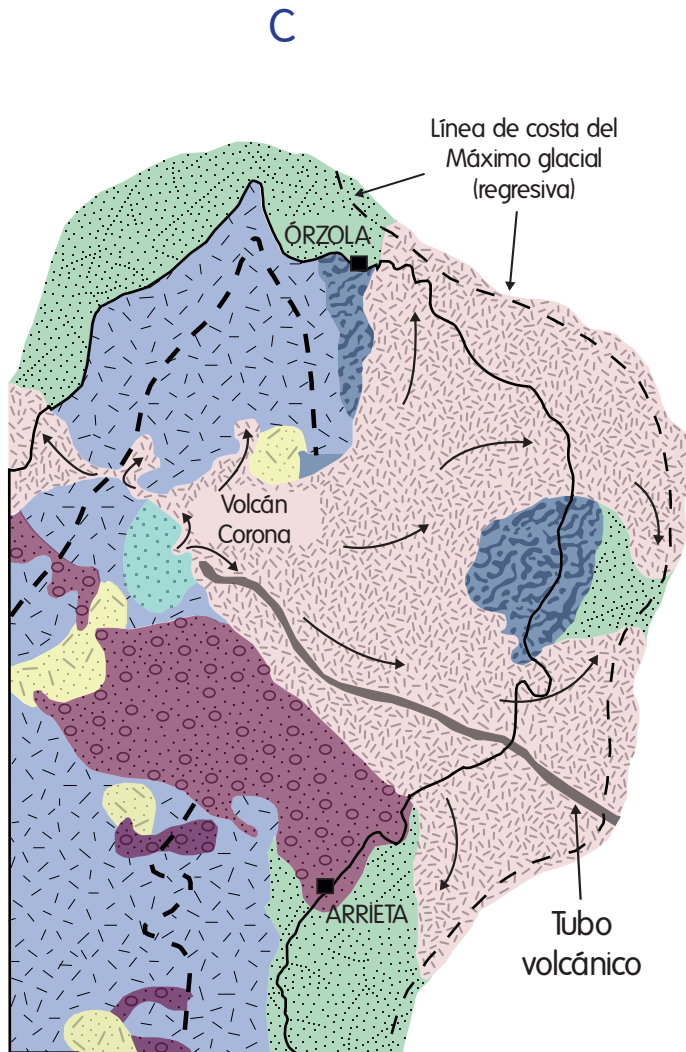 C
Línea de costa del
Máximo glacial
(regresiva)
ÓRZOLA
Volcán
Corona
ARRIETA
Tubo
volcánico